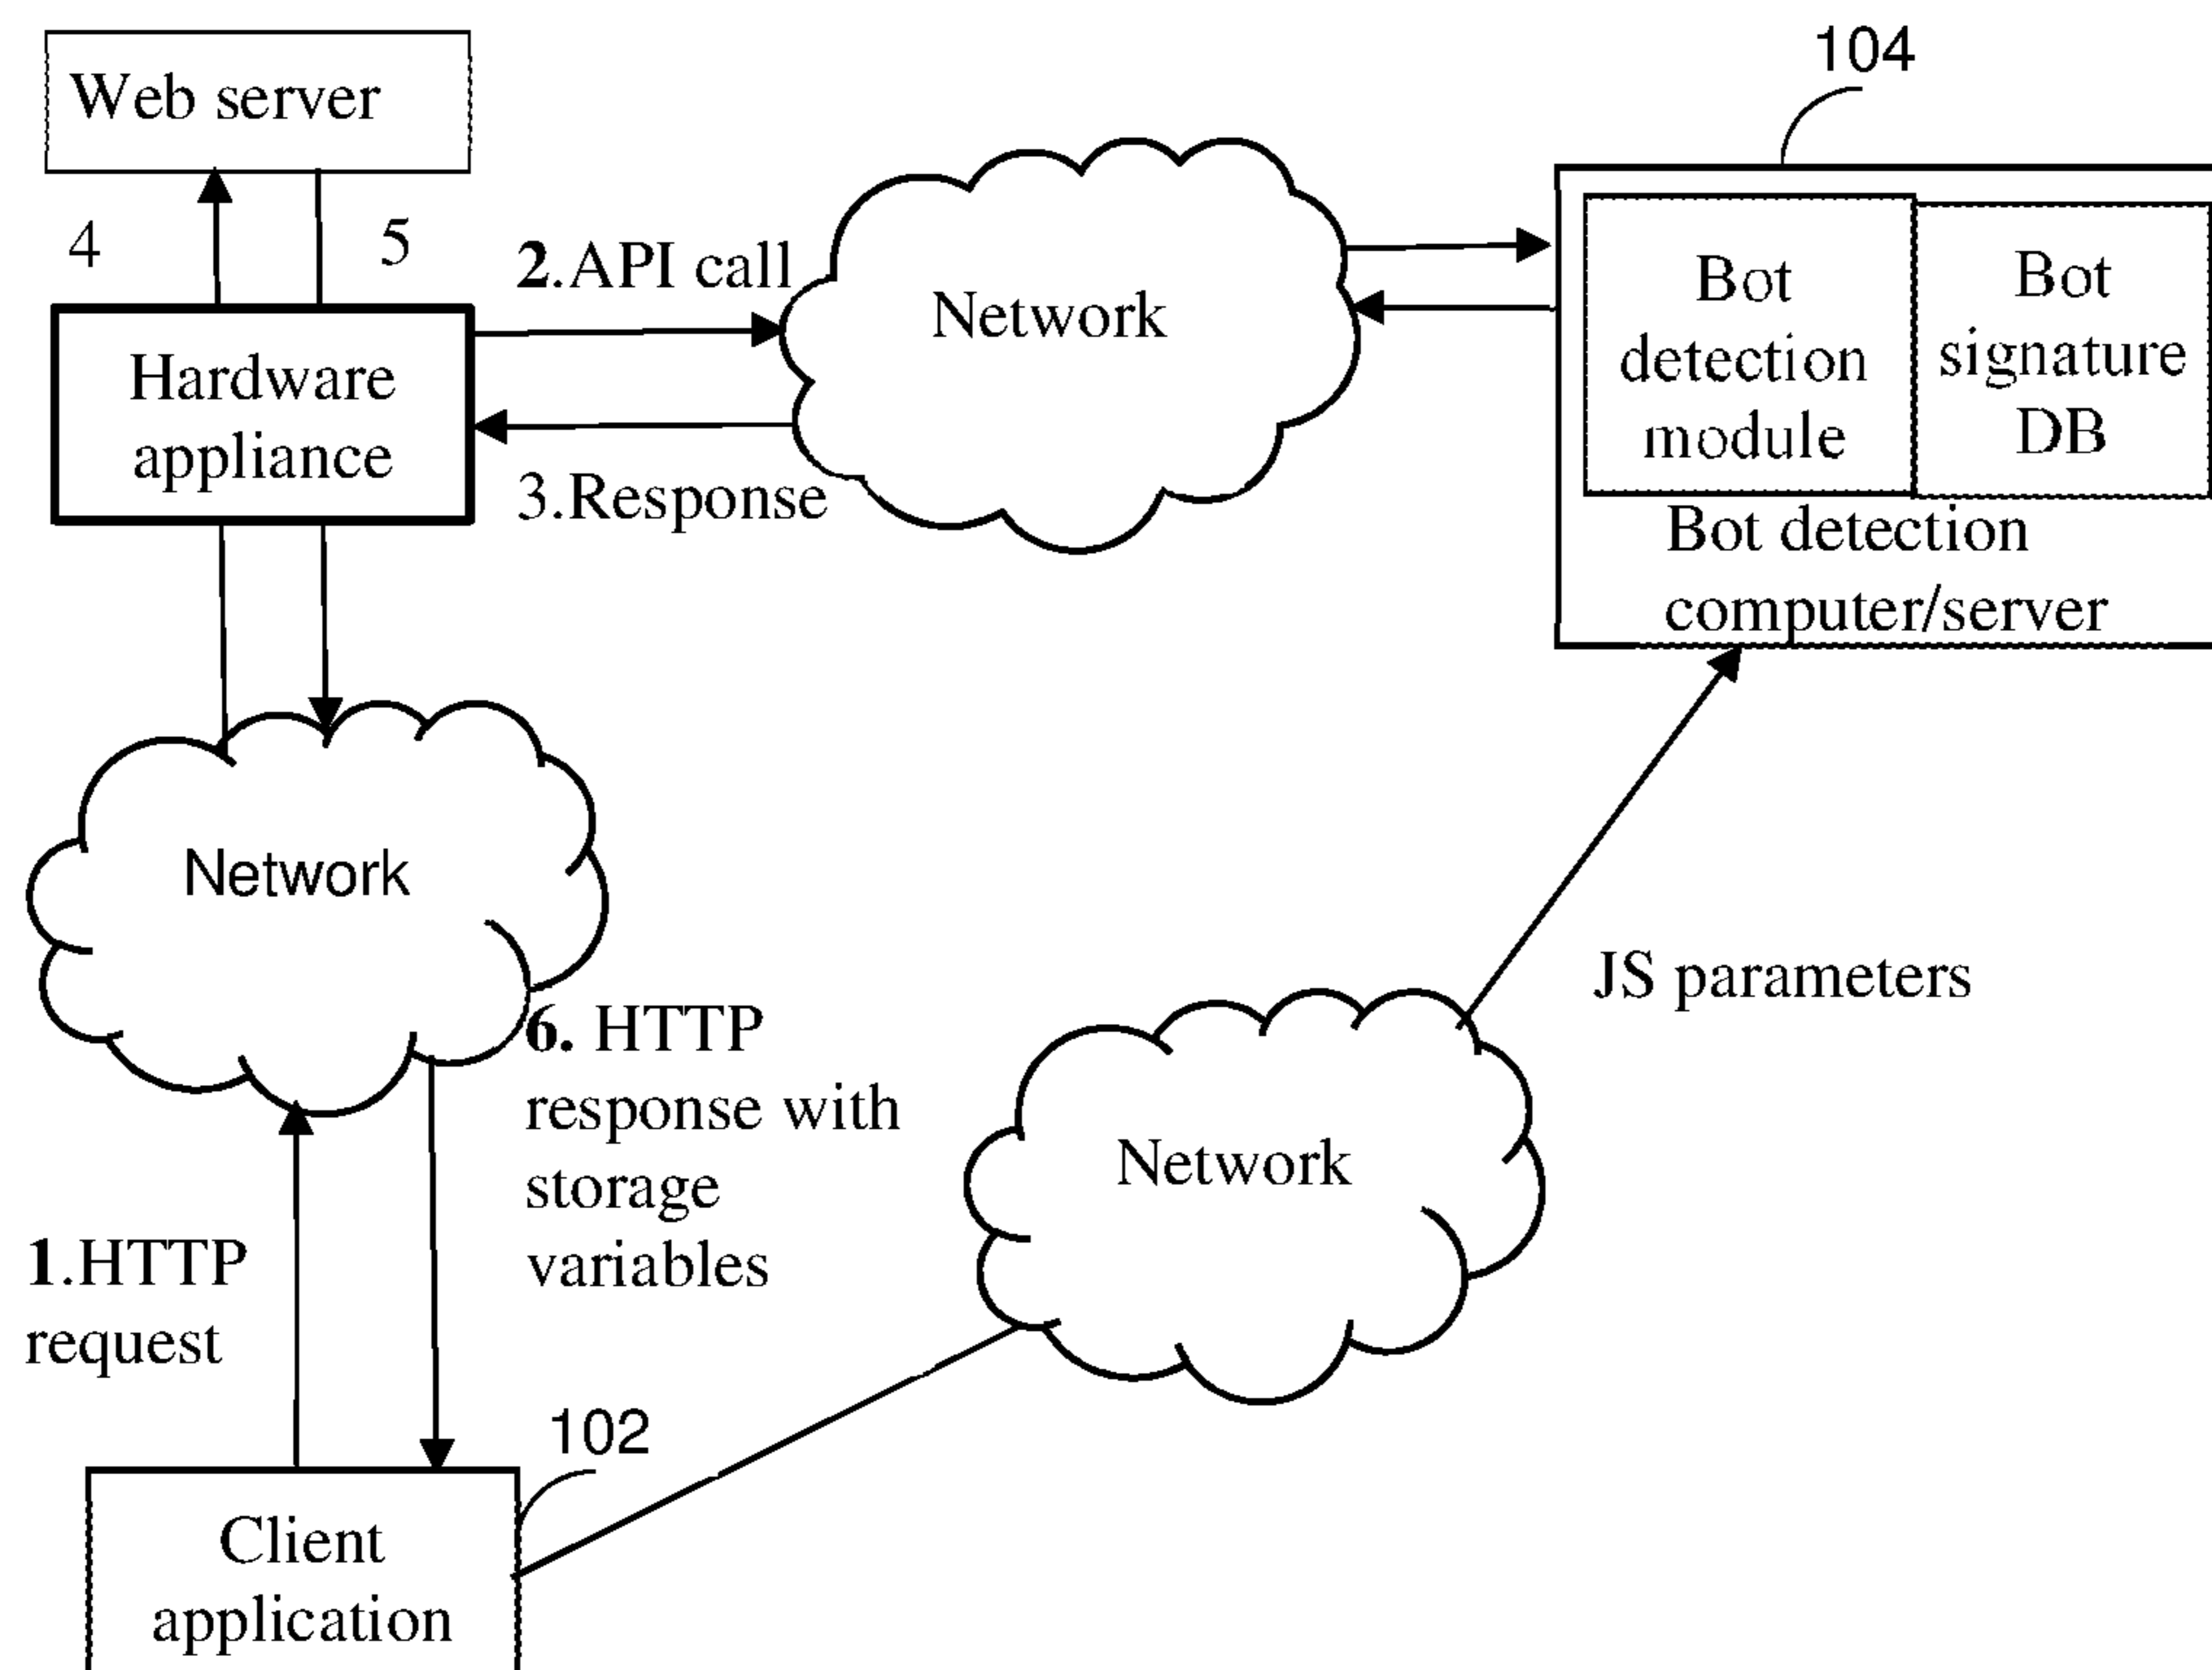 Web server
104
4
5
2.API call
Network
Bot
detection
module
Bot
signature
DB
Hardware
appliance
3.Response
Bot detection
computer/server
Network
JS parameters
6. HTTP
response with
storage
variables
Network
1.HTTP
request
102
Client
application